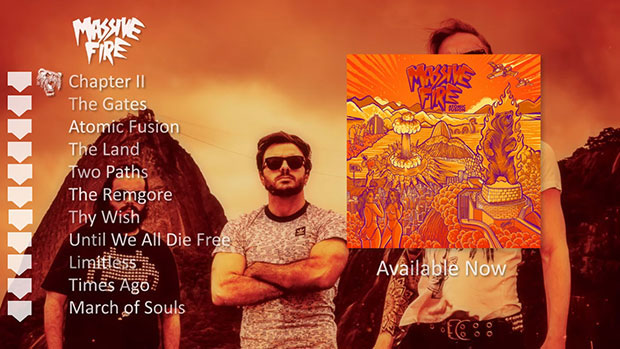 MASSIVE
FIRE
Chapter II
The Gates
Atomic Fusion
The Land
Two Paths
The Remgore
Thy Wish
Until We All Die Free
Limitless
Times Ago
March of Souls
MASSIVE
FIRE
Available Now